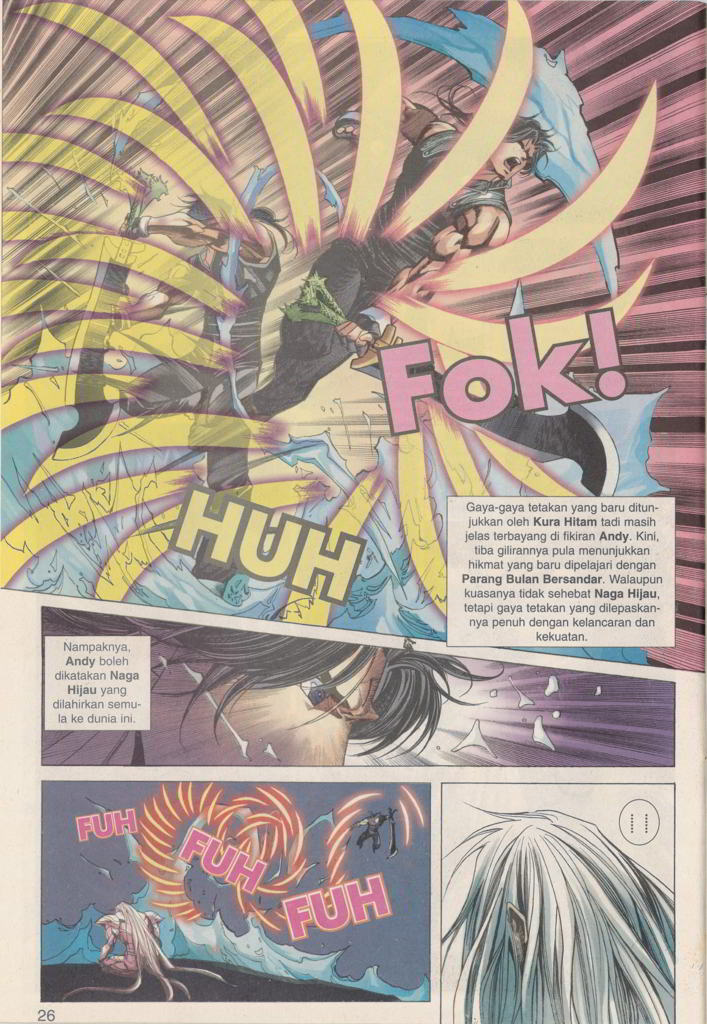 Fok!
HUH
Gaya-gaya tetakan yang baru ditun-
jukkan oleh Kura Hitam tadi masih
jelas terbayang di fikiran Andy. Kini,
tiba gilirannya pula menunjukkan
hikmat yang baru dipelajari dengan
Parang Bulan Bersandar. Walaupun
kuasanya tidak sehebat Naga Hijau,
tetapi gaya tetakan yang dilepaskan-
nya penuh dengan kelancaran dan
kekuatan.
Nampaknya,
Andy boleh
dikatakan Naga
Hijau yang
dilahirkan semu-
la ke dunia ini.
FUH
FUH
FUH
26